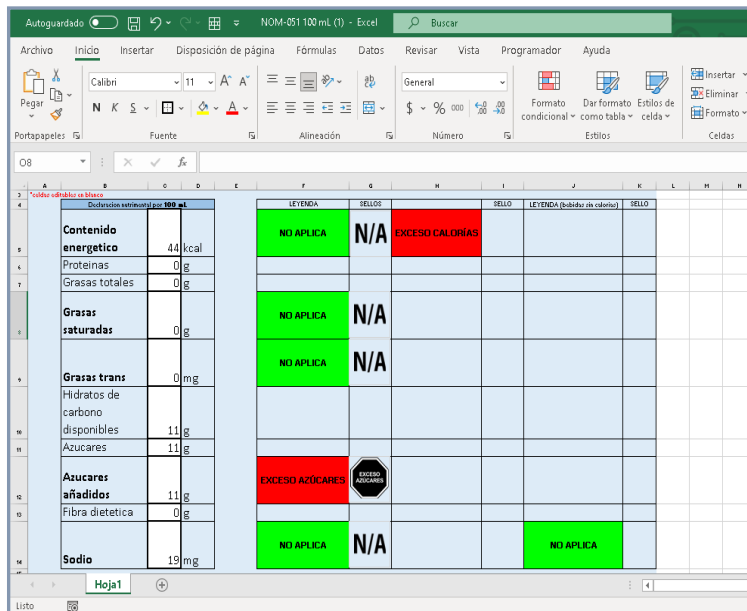 Autoguardado NOM-051 100 mL (1) - Excel Buscar
Archivo Inicio Insertar Disposición de página Fórmulas Datos Revisar Vista Programador Ayuda
Pegar Calibri 11 A^ A˅ ab General Formato condicional Dar formato como tabla Estilos de celda Insertar
Eliminar
N K S A $ % 000 Formato
Portapapeles Fuente Alineación Número Estilos Celdas
O8 fx
A B C D E F G H I J K L M N
3 *celdas editables en blanco
4 Declaracion nutrimental por 100 mL LEYENDA SELLOS SELLO LEYENDA (bebidas sin calorías) SELLO
5 Contenido energetico 44 kcal NO APLICA N/A EXCESO CALORÍAS
6 Proteinas 0 g
7 Grasas totales 0 g
8 Grasas saturadas 0 g NO APLICA N/A
9 Grasas trans 0 mg NO APLICA N/A
10 Hidratos de carbono disponibles 11 g
11 Azucares 11 g
12 Azucares añadidos 11 g EXCESO AZÚCARES EXCESO AZÚCARES
13 Fibra dietetica 0 g
14 Sodio 19 mg NO APLICA N/A NO APLICA
Hoja1
Listo